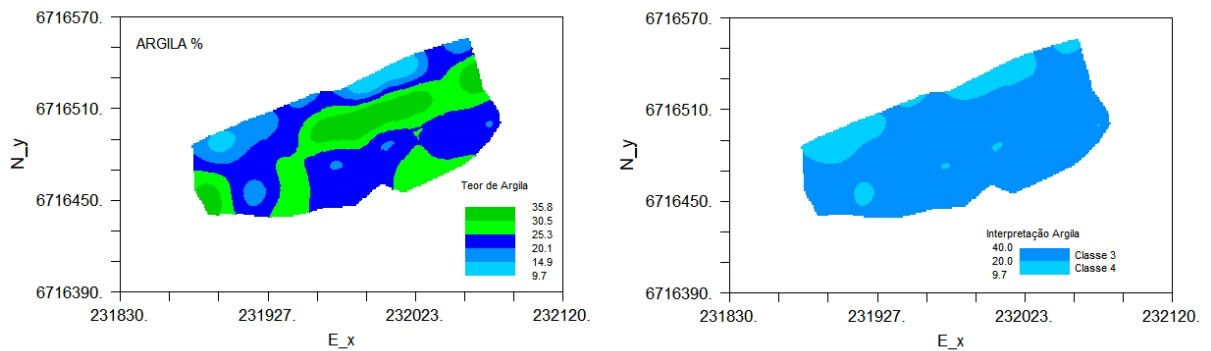 ARGILA %
6716570.
6716510.
6716450.
6716390.
N_y
Teor de Argila
35.8
30.5
25.3
20.1
14.9
9.7
231830.
231927.
232023.
232120.
E_x
6716570.
6716510.
6716450.
6716390.
N_y
Interpretação Argila
40.0
20.0 Classe 3
9.7 Classe 4
231830.
231927.
232023.
232120.
E_x